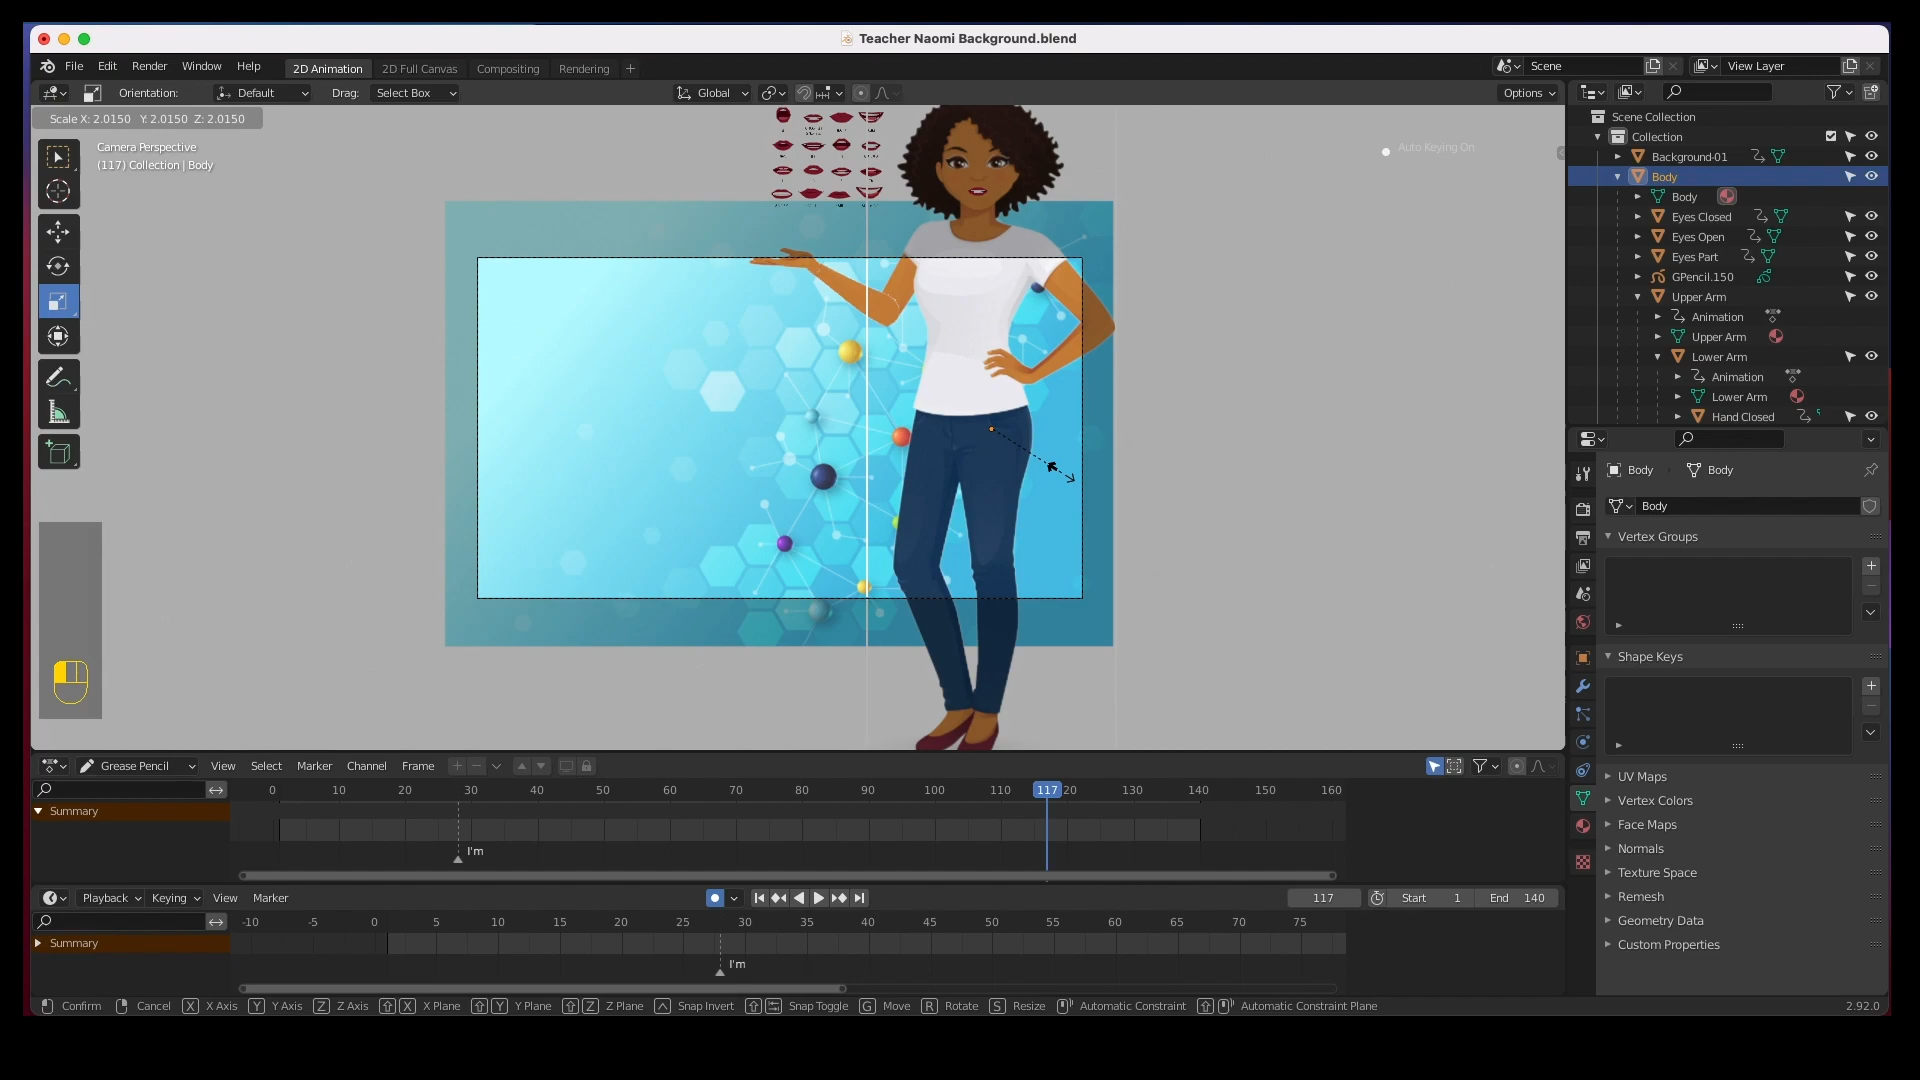 Teacher Naomi Background.blend
File Edit Render Window Help 2D Animation 2D Full Canvas Compositing Rendering + Scene View Layer
Orientation: Default Drag: Select Box Global Options
Scale X: 2.0150 Y: 2.0150 Z: 2.0150
Camera Perspective
(117) Collection | Body
Auto Keying On
Scene Collection
Collection
Background-01
Body
Body
Eyes Closed
Eyes Open
Eyes Part
GPencil.150
Upper Arm
Animation
Upper Arm
Lower Arm
Animation
Lower Arm
Hand Closed
Body Body
Body
Vertex Groups
Shape Keys
UV Maps
Vertex Colors
Face Maps
Normals
Texture Space
Remesh
Geometry Data
Custom Properties
Grease Pencil View Select Marker Channel Frame
0 10 20 30 40 50 60 70 80 90 100 110 117 20 130 140 150 160
Summary
I'm
Playback Keying View Marker 117 Start 1 End 140
-10 -5 0 5 10 15 20 25 30 35 40 45 50 55 60 65 70 75
Summary
I'm
Confirm Cancel X X Axis Y Y Axis Z Z Axis X X Plane Y Y Plane Z Z Plane Snap Invert Snap Toggle G Move R Rotate S Resize Automatic Constraint Automatic Constraint Plane 2.92.0